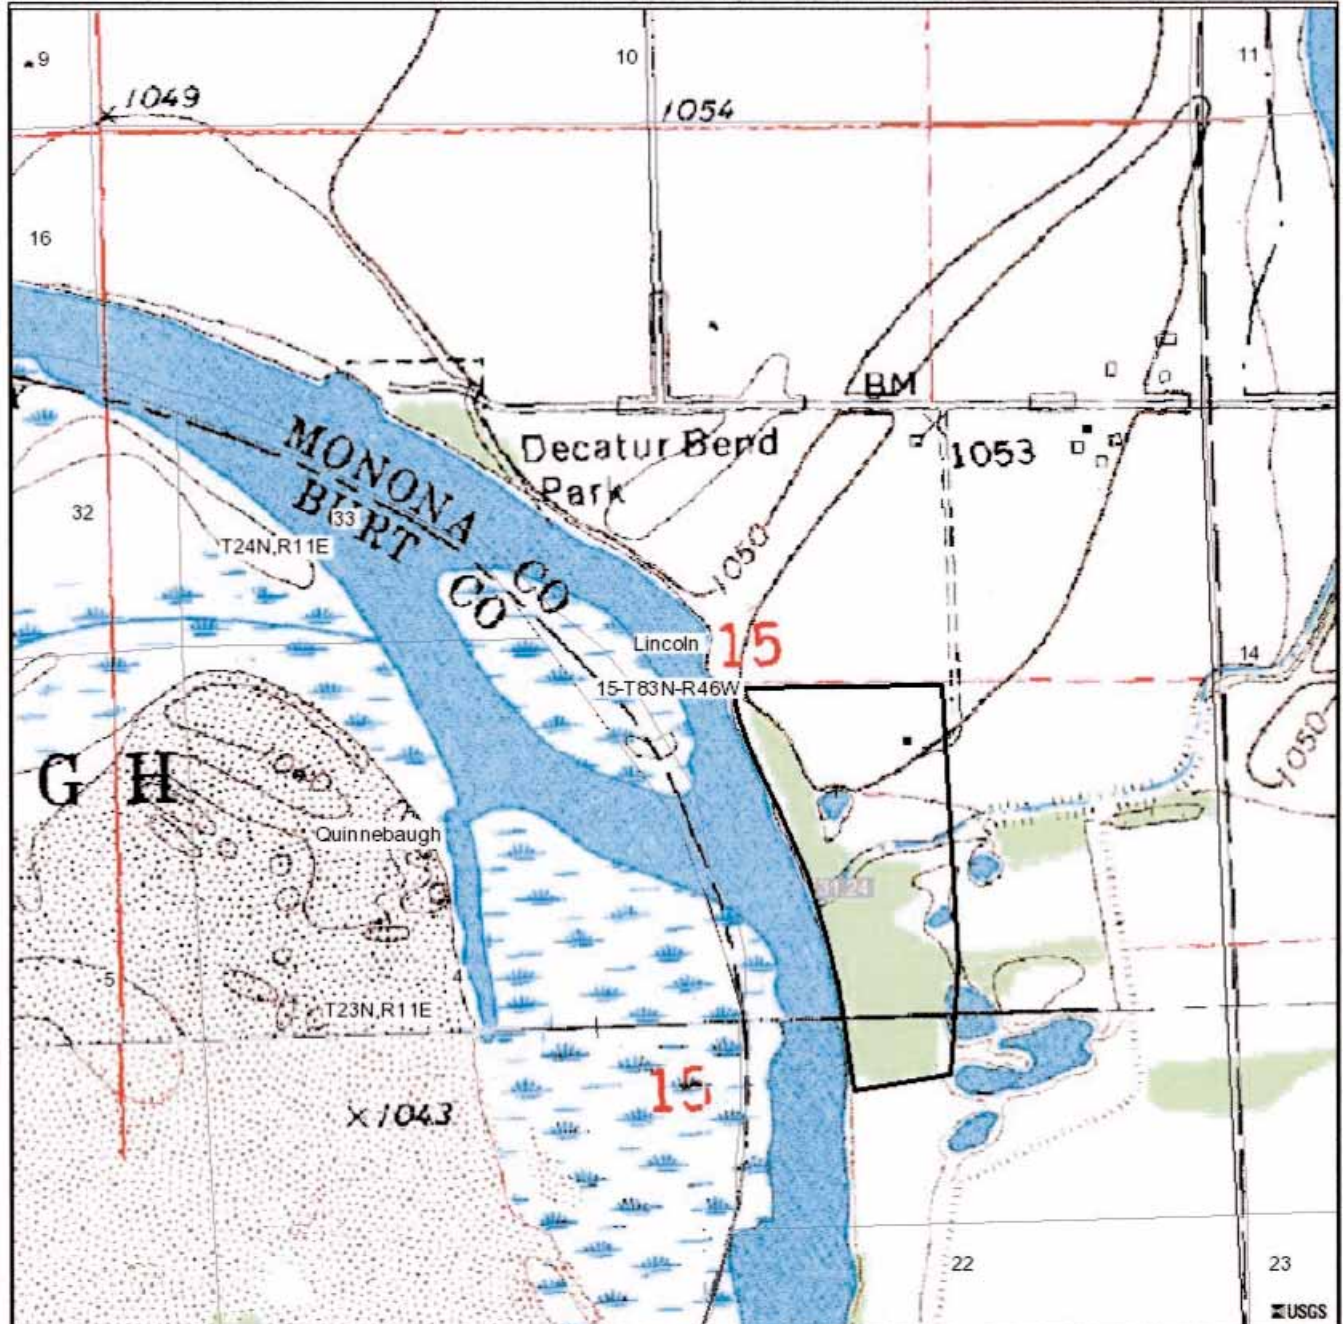 9
10
11
1049
1054
16
BM
MONONA
BURT
CO
CO
Decatur Bend
Park
1053
32
33
T24N,R11E
1050
Lincoln
15
14
15-T83N-R46W
1050
G H
Quinnebaugh
5
4
T23N,R11E
15
×1043
22
23
USGS